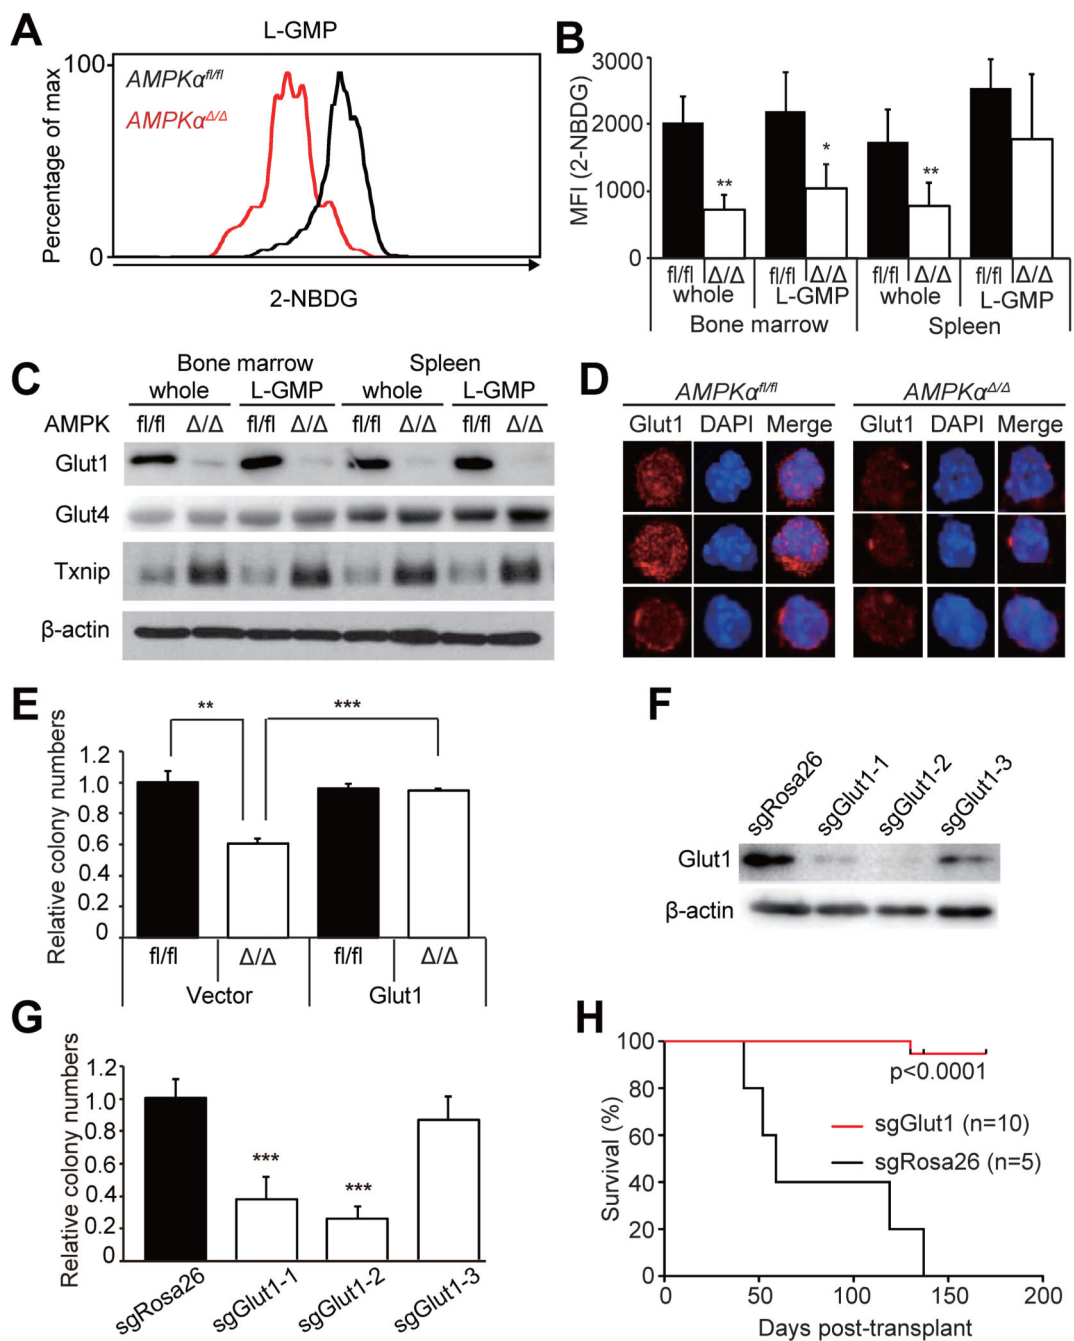 A
L-GMP
100
AMPKα^fl/fl
AMPKα^Δ/Δ
Percentage of max
0
2-NBDG
B
3000
2000
1000
0
MFI (2-NBDG)
** * **
fl/fl Δ/Δ fl/fl Δ/Δ fl/fl Δ/Δ fl/fl Δ/Δ
whole L-GMP whole L-GMP
Bone marrow Spleen
C
Bone marrow Spleen
whole L-GMP whole L-GMP
AMPK fl/fl Δ/Δ fl/fl Δ/Δ fl/fl Δ/Δ fl/fl Δ/Δ
Glut1
Glut4
Txnip
β-actin
D
AMPKα^fl/fl AMPKα^Δ/Δ
Glut1 DAPI Merge Glut1 DAPI Merge
E
** ***
Relative colony numbers
1.2
1.0
0.8
0.6
0.4
0.2
0
fl/fl Δ/Δ fl/fl Δ/Δ
Vector Glut1
F
sgRosa26 sgGlut1-1 sgGlut1-2 sgGlut1-3
Glut1
β-actin
G
Relative colony numbers
1.2
1.0
0.8
0.6
0.4
0.2
0
*** ***
sgRosa26 sgGlut1-1 sgGlut1-2 sgGlut1-3
H
Survival (%)
100
80
60
40
20
0
p<0.0001
sgGlut1 (n=10)
sgRosa26 (n=5)
0 50 100 150 200
Days post-transplant